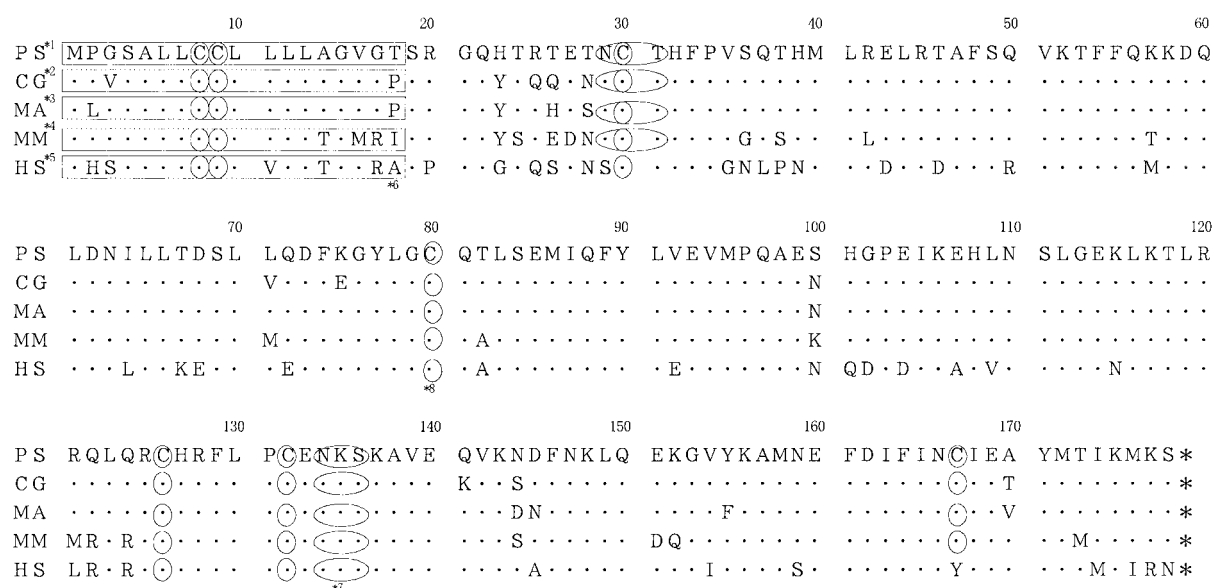 10 20 30 40 50 60
PS*1 MPGSALLCCL LLLAGVGTSR GQHTRTETNC THFPVSQTHM LRELRTAFSQ VKTFFQKKDQ
CG*2 ··V······· ·······P·· ··Y·QQ·N·· ·········· ·········· ··········
MA*3 ·L········ ·······P·· ··Y··H·S·· ·········· ·········· ··········
MM*4 ·········· ···T·MRI·· ··YS·EDN·· ·····G·S·· ·L········ ······T···
HS*5 ·HS······· V··T··RA·P ··G·QS·NS· ····GNLPN· ··D··D···R ······M···
*6
70 80 90 100 110 120
PS LDNILLTDSL LQDFKGYLGC QTLSEMIQFY LVEVMPQAES HGPEIKEHLN SLGEKLKTLR
CG ·········· V···E····· ·········· ·········N ·········· ··········
MA ·········· ·········· ·········· ·········N ·········· ··········
MM ·········· M········· ·A········ ·········K ·········· ··········
HS ···L··KE·· ·E········ ·A········ ·E·······N QD·D··A·V· ····N·····
*8
130 140 150 160 170
PS RQLQRCHRFL PCENKSKAVE QVKNDFNKLQ EKGVYKAMNE FDIFINCIEA YMTIKMKS*
CG ·········· ·········· K··S······ ·········· ·········T ········*
MA ·········· ·········· ···DN····· ····F····· ·········V ········*
MM MR·R······ ·········· ···S······ DQ········ ·········· ··T·····*
HS LR·R······ ·········· ····A····· ···I····E· ······Y··· ···M·IRN*
*7